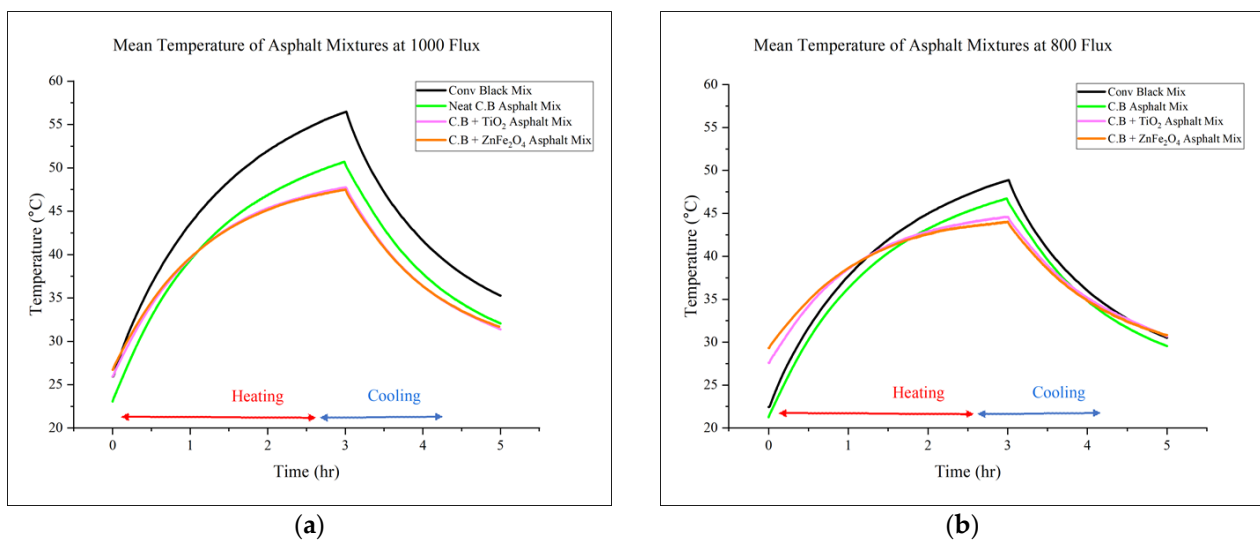 Mean Temperature of Asphalt Mixtures at 1000 Flux
60
55
50
45
40
35
30
25
20
Temperature (°C)
Conv Black Mix
Neat C.B Asphalt Mix
C.B + TiO₂ Asphalt Mix
C.B + ZnFe₂O₄ Asphalt Mix
Heating
Cooling
0 1 2 3 4 5
Time (hr)
(a)
Mean Temperature of Asphalt Mixtures at 800 Flux
60
55
50
45
40
35
30
25
20
Temperature (°C)
Conv Black Mix
C.B Asphalt Mix
C.B + TiO₂ Asphalt Mix
C.B + ZnFe₂O₄ Asphalt Mix
Heating
Cooling
0 1 2 3 4 5
Time (hr)
(b)